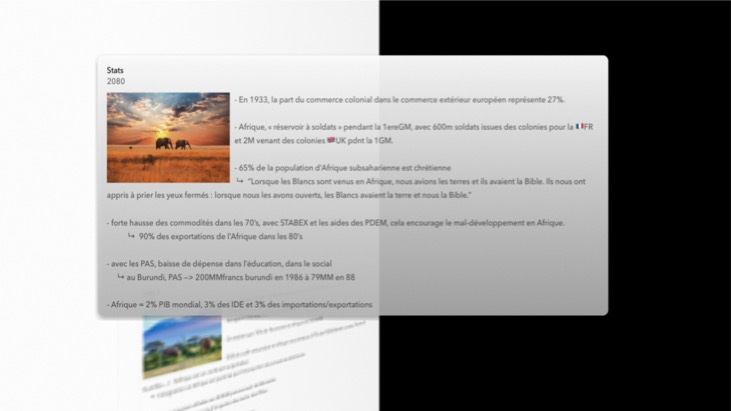 Stats
2080
- En 1933, la part du commerce colonial dans le commerce extérieur européen représente 27%.
- Afrique, « réservoir à soldats » pendant la 1ereGM, avec 600m soldats issues des colonies pour la 🇫🇷FR
et 2M venant des colonies 🇬🇧UK pdnt la 1GM.
- 65% de la population d'Afrique subsaharienne est chrétienne
↳ "Lorsque les Blancs sont venus en Afrique, nous avions les terres et ils avaient la Bible. Ils nous ont
appris à prier les yeux fermés : lorsque nous les avons ouverts, les Blancs avaient la terre et nous la Bible."
- forte hausse des commodités dans les 70's, avec STABEX et les aides des PDEM, cela encourage le mal-développement en Afrique.
↳ 90% des exportations de l'Afrique dans les 80's
- avec les PAS, baisse de dépense dans l'éducation, dans le social
↳ au Burundi, PAS —> 200MMfrancs burundi en 1986 à 79MM en 88
- Afrique = 2% PIB mondial, 3% des IDE et 3% des importations/exportations